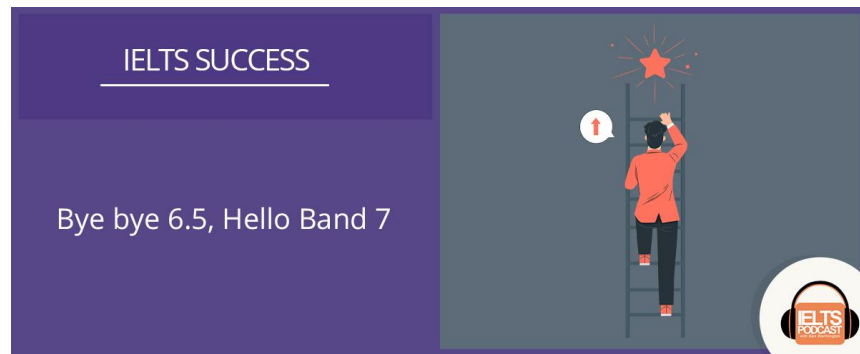 IELTS SUCCESS
Bye bye 6.5, Hello Band 7
IELTS
PODCAST